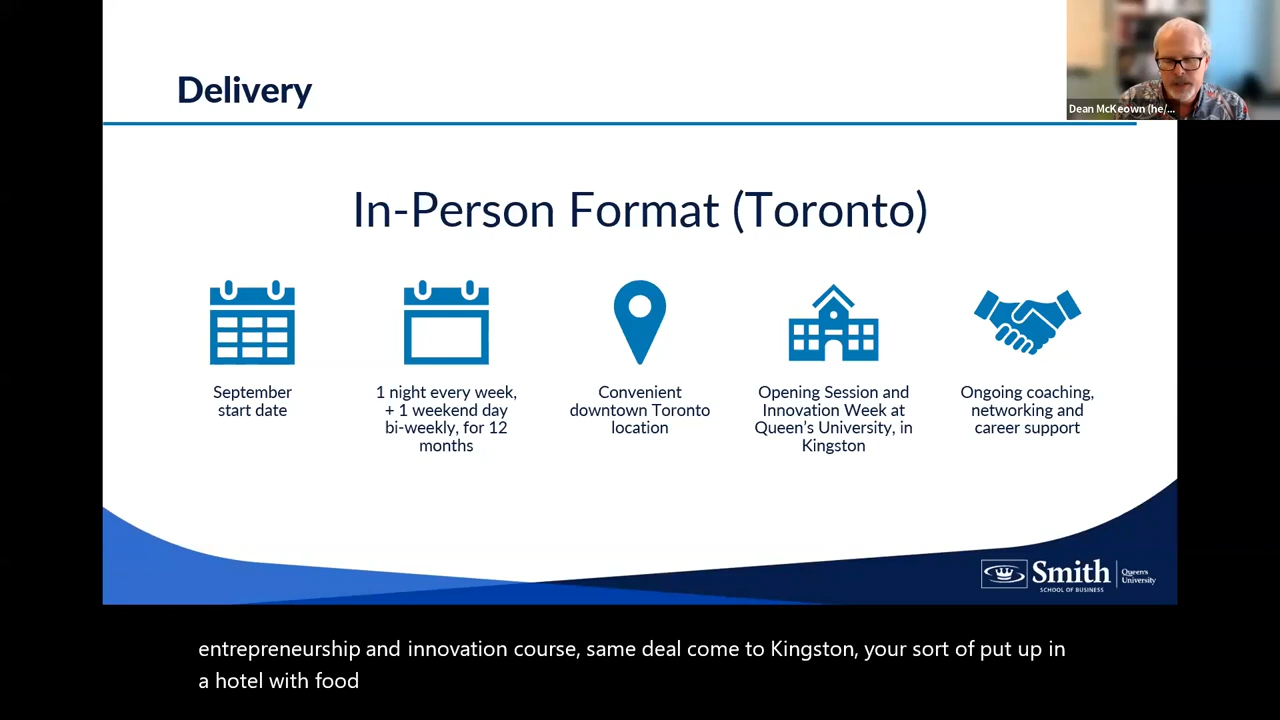 Delivery
Dean McKeown (he/...
In-Person Format (Toronto)
September
start date
1 night every week,
+ 1 weekend day
bi-weekly, for 12
months
Convenient
downtown Toronto
location
Opening Session and
Innovation Week at
Queen's University, in
Kingston
Ongoing coaching,
networking and
career support
Smith
SCHOOL OF BUSINESS
Queen's
University
entrepreneurship and innovation course, same deal come to Kingston, your sort of put up in
a hotel with food